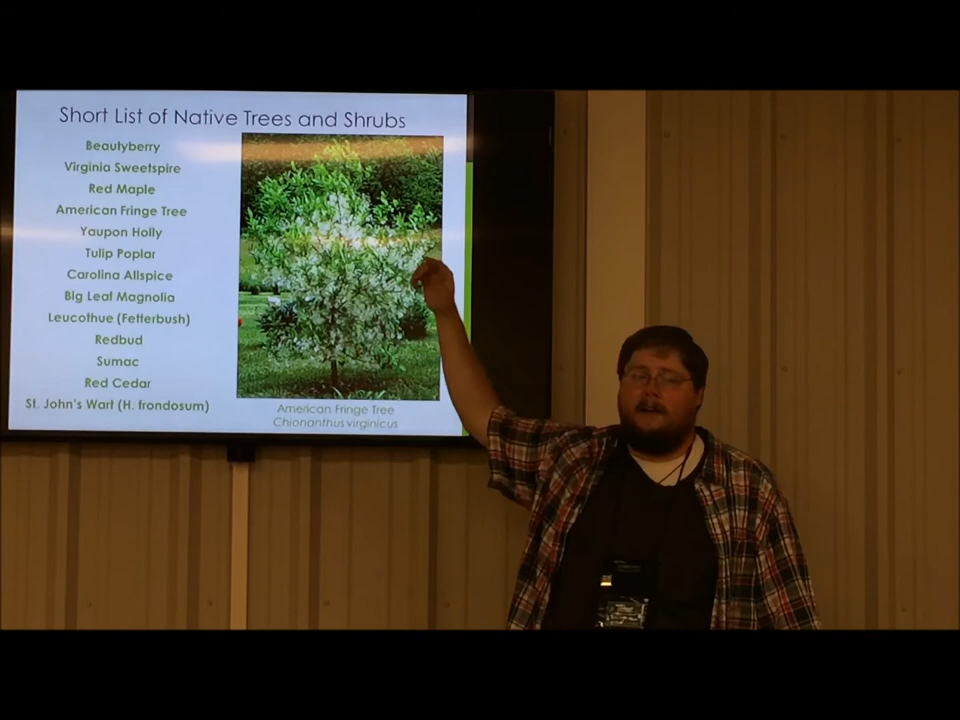 Short List of Native Trees and Shrubs
Beautyberry
Virginia Sweetspire
Red Maple
American Fringe Tree
Yaupon Holly
Tulip Poplar
Carolina Allspice
Big Leaf Magnolia
Leucothue (Fetterbush)
Redbud
Sumac
Red Cedar
St. John's Wart (H. frondosum)
American Fringe Tree
Chionanthus virginicus